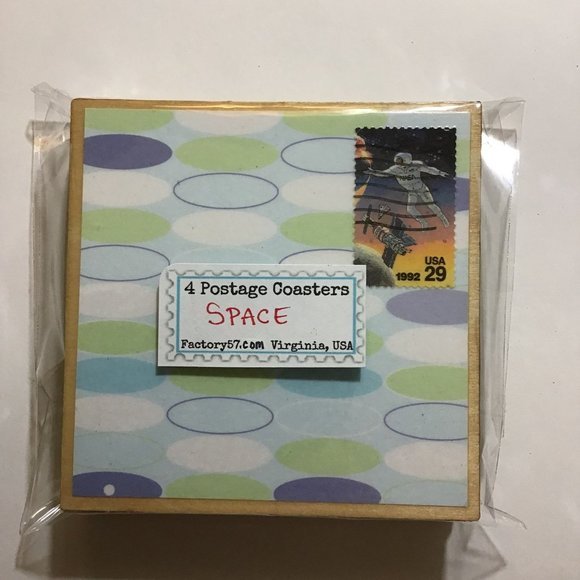 USA
1992 29
4 Postage Coasters
SPACE
Factory57.com Virginia, USA